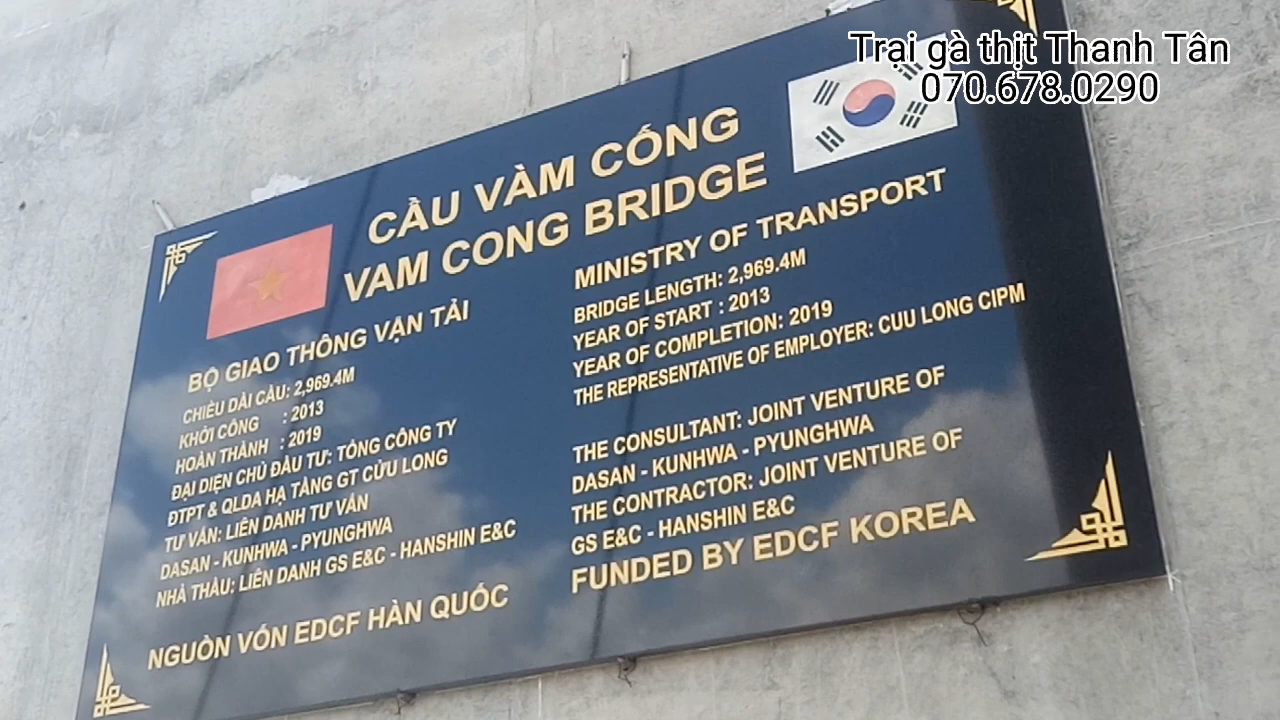 Trại gà thịt Thanh Tân
070.678.0290
CẦU VÀM CỐNG
VAM CONG BRIDGE
BỘ GIAO THÔNG VẬN TẢI
CHIỀU DÀI CẦU: 2,969.4M
KHỞI CÔNG : 2013
HOÀN THÀNH : 2019
ĐẠI DIỆN CHỦ ĐẦU TƯ: TỔNG CÔNG TY
ĐTPT & QLDA HẠ TẦNG GT CỬU LONG
TƯ VẤN: LIÊN DANH TƯ VẤN
DASAN - KUNHWA - PYUNGHWA
NHÀ THẦU: LIÊN DANH GS E&C - HANSHIN E&C
NGUỒN VỐN EDCF HÀN QUỐC
MINISTRY OF TRANSPORT
BRIDGE LENGTH: 2,969.4M
YEAR OF START : 2013
YEAR OF COMPLETION: 2019
THE REPRESENTATIVE OF EMPLOYER: CUU LONG CIPM
THE CONSULTANT: JOINT VENTURE OF
DASAN - KUNHWA - PYUNGHWA
THE CONTRACTOR: JOINT VENTURE OF
GS E&C - HANSHIN E&C
FUNDED BY EDCF KOREA